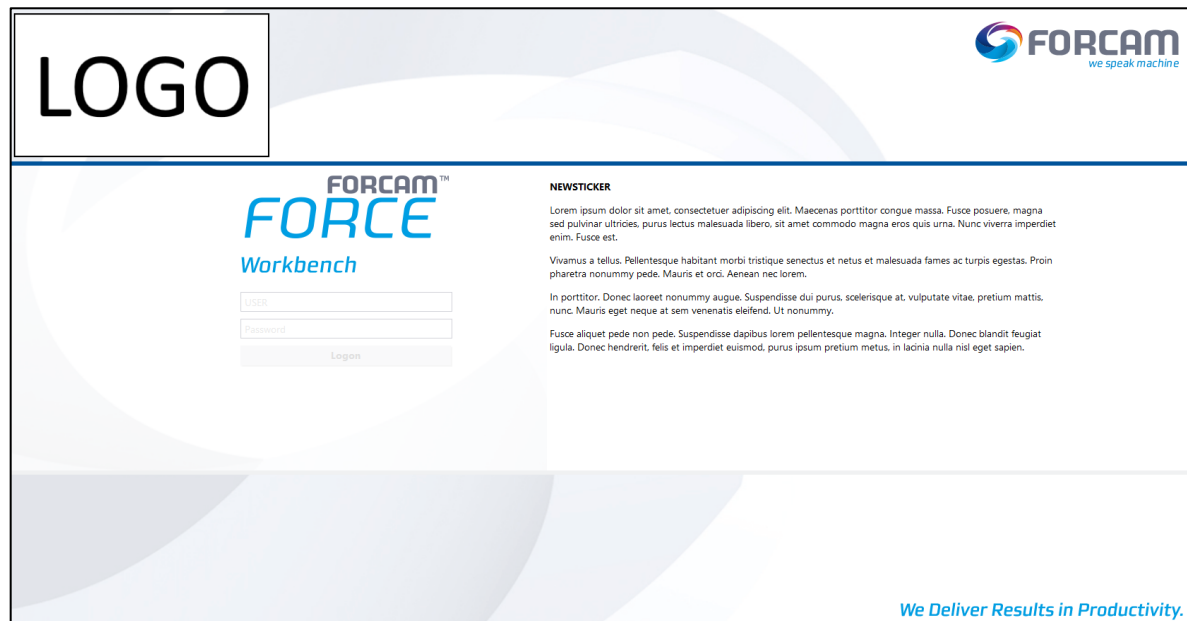 LOGO
FORCAM
we speak machine
FORCAM™
FORCE
Workbench
USER
Password
Logon
NEWSTICKER
Lorem ipsum dolor sit amet, consectetuer adipiscing elit. Maecenas porttitor congue massa. Fusce posuere, magna
sed pulvinar ultricies, purus lectus malesuada libero, sit amet commodo magna eros quis urna. Nunc viverra imperdiet
enim. Fusce est.
Vivamus a tellus. Pellentesque habitant morbi tristique senectus et netus et malesuada fames ac turpis egestas. Proin
pharetra nonummy pede. Mauris et orci. Aenean nec lorem.
In porttitor. Donec laoreet nonummy augue. Suspendisse dui purus, scelerisque at, vulputate vitae, pretium mattis,
nunc. Mauris eget neque at sem venenatis eleifend. Ut nonummy.
Fusce aliquet pede non pede. Suspendisse dapibus lorem pellentesque magna. Integer nulla. Donec blandit feugiat
ligula. Donec hendrerit, felis et imperdiet euismod, purus ipsum pretium metus, in lacinia nulla nisl eget sapien.
We Deliver Results in Productivity.